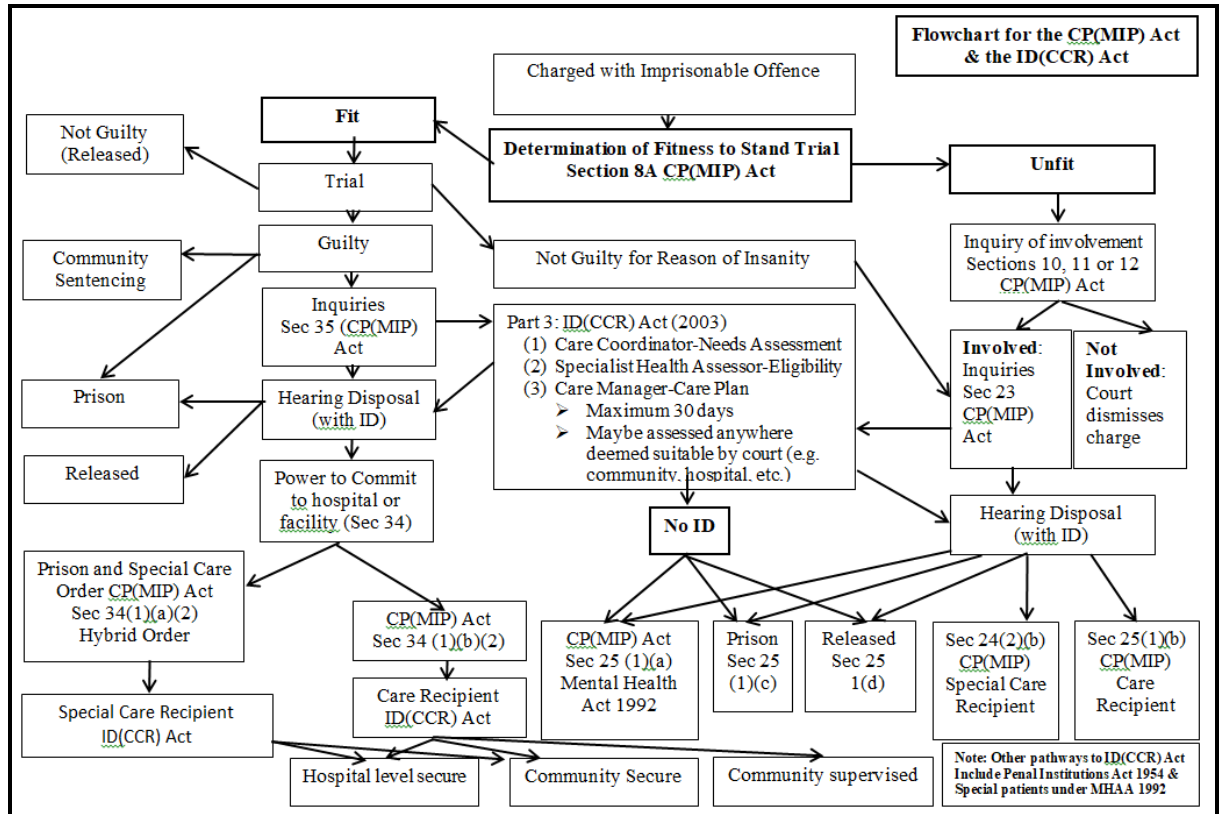 Flowchart for the CP(MIP) Act
& the ID(CCR) Act
Charged with Imprisonable Offence
Fit
Not Guilty
(Released)
Determination of Fitness to Stand Trial
Section 8A CP(MIP) Act
Unfit
Trial
Guilty
Not Guilty for Reason of Insanity
Inquiry of involvement
Sections 10, 11 or 12
CP(MIP) Act
Community
Sentencing
Inquiries
Sec 35 (CP(MIP)
Act
Part 3: ID(CCR) Act (2003)
(1) Care Coordinator-Needs Assessment
(2) Specialist Health Assessor-Eligibility
(3) Care Manager-Care Plan
➤ Maximum 30 days
➤ Maybe assessed anywhere
deemed suitable by court (e.g.
community, hospital, etc.)
Involved:
Inquiries
Sec 23
CP(MIP)
Act
Not
Involved:
Court
dismisses
charge
Prison
Hearing Disposal
(with ID)
Released
Power to Commit
to hospital or
facility (Sec 34)
No ID
Hearing Disposal
(with ID)
Prison and Special Care
Order CP(MIP) Act
Sec 34(1)(a)(2)
Hybrid Order
CP(MIP) Act
Sec 34 (1)(b)(2)
CP(MIP) Act
Sec 25 (1)(a)
Mental Health
Act 1992
Prison
Sec 25
(1)(c)
Released
Sec 25
1(d)
Sec 24(2)(b)
CP(MIP)
Special Care
Recipient
Sec 25(1)(b)
CP(MIP)
Care
Recipient
Special Care Recipient
ID(CCR) Act
Care Recipient
ID(CCR) Act
Hospital level secure
Community Secure
Community supervised
Note: Other pathways to ID(CCR) Act
Include Penal Institutions Act 1954 &
Special patients under MHAA 1992